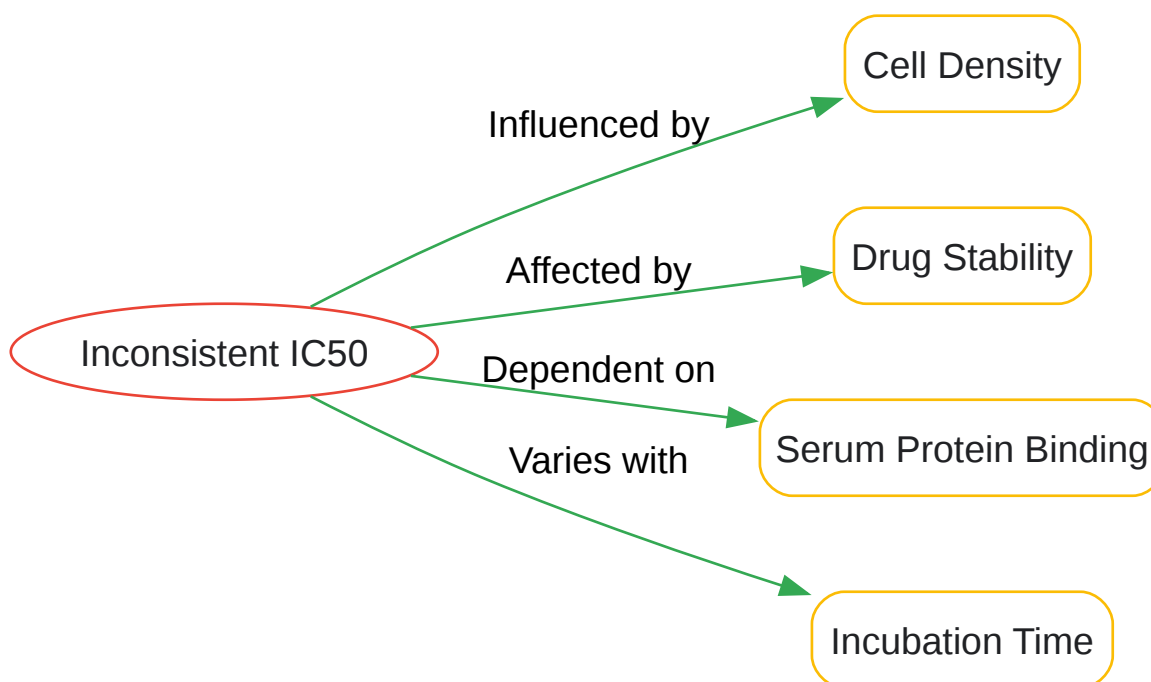 Cell Density
Influenced by
Drug Stability
Affected by
Inconsistent IC50
Dependent on
Serum Protein Binding
Varies with
Incubation Time